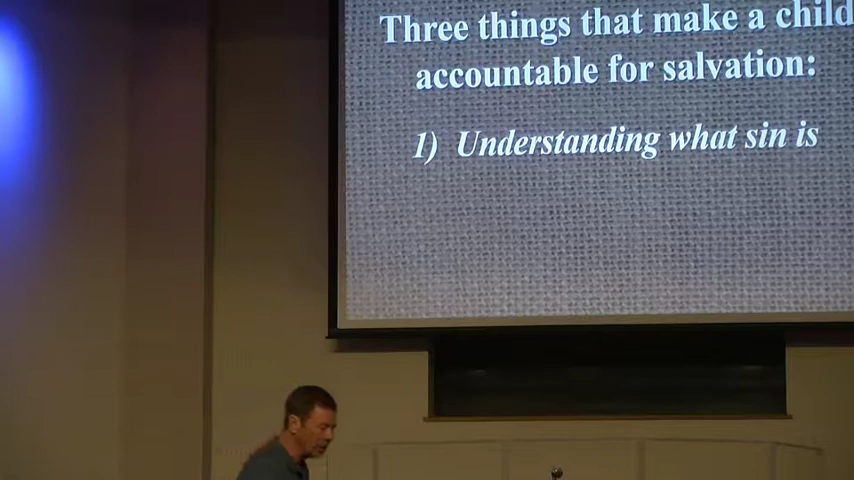 Three things that make a child
accountable for salvation:
1) Understanding what sin is